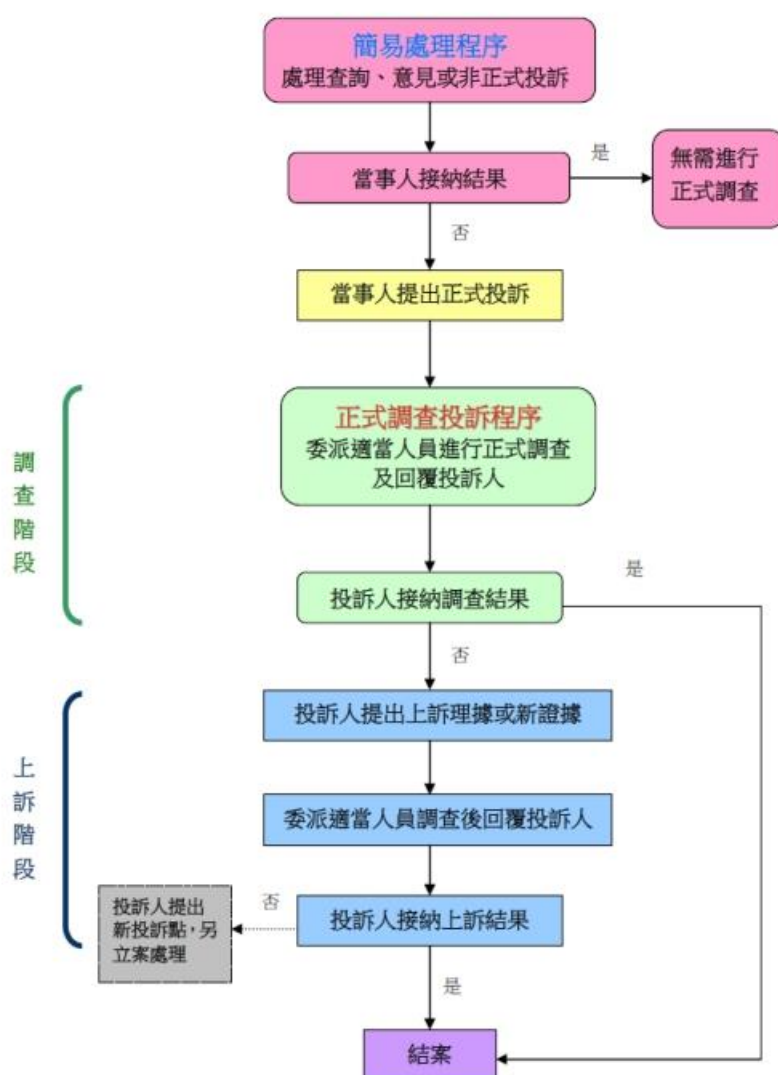 簡易處理程序
處理查詢、意見或非正式投訴
當事人接納結果
是
無需進行
正式調查
否
當事人提出正式投訴
調查階段
正式調查投訴程序
委派適當人員進行正式調查
及回覆投訴人
投訴人接納調查結果
是
否
上訴階段
投訴人提出上訴理據或新證據
委派適當人員調查後回覆投訴人
投訴人接納上訴結果
否
投訴人提出
新投訴點，另
立案處理
是
結案